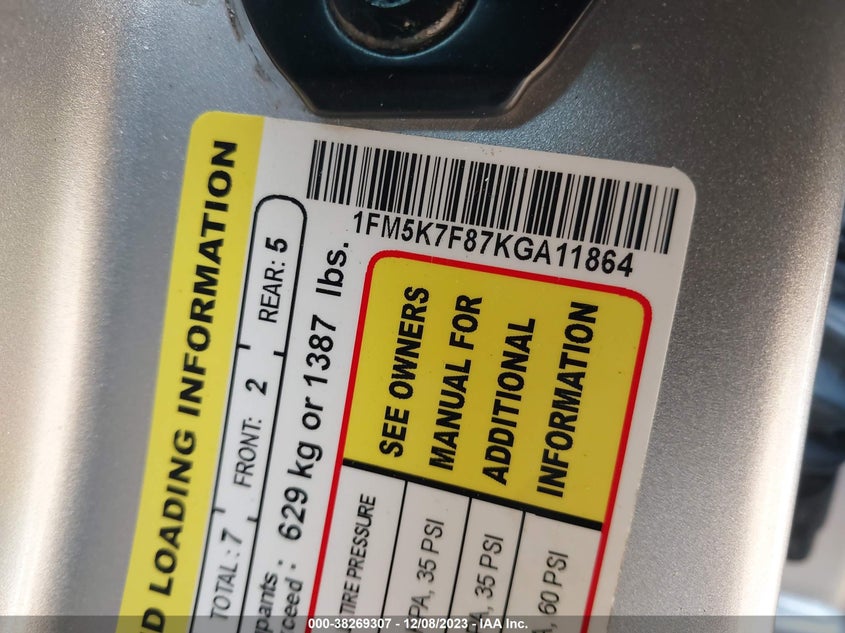 1FM5K7F87KGA11864
LOADING INFORMATION
TOTAL: 7 FRONT: 2 REAR: 5
629 kg or 1387 lbs.
SEE OWNERS
MANUAL FOR
ADDITIONAL
INFORMATION
TIRE PRESSURE
35 PSI
35 PSI
60 PSI
000-38269307 - 12/08/2023 - IAA Inc.